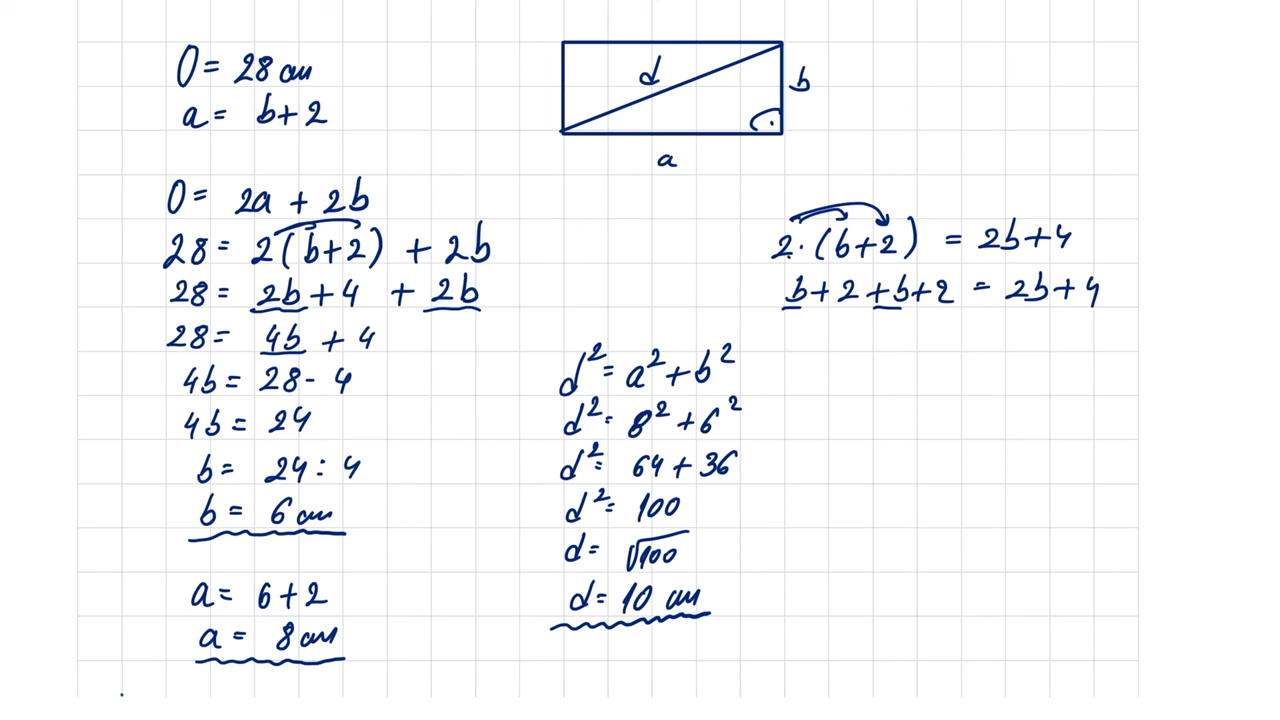 O = 28 cm
a = b+2
d
b
a
O = 2a + 2b
28 = 2(b+2) + 2b
28 = 2b+4 + 2b
28 = 4b + 4
4b = 28 - 4
4b = 24
b = 24 : 4
b = 6 cm
a = 6+2
a = 8 cm
2·(b+2) = 2b+4
b+2+b+2 = 2b+4
d² = a² + b²
d² = 8² + 6²
d² = 64 + 36
d² = 100
d = √100
d = 10 cm